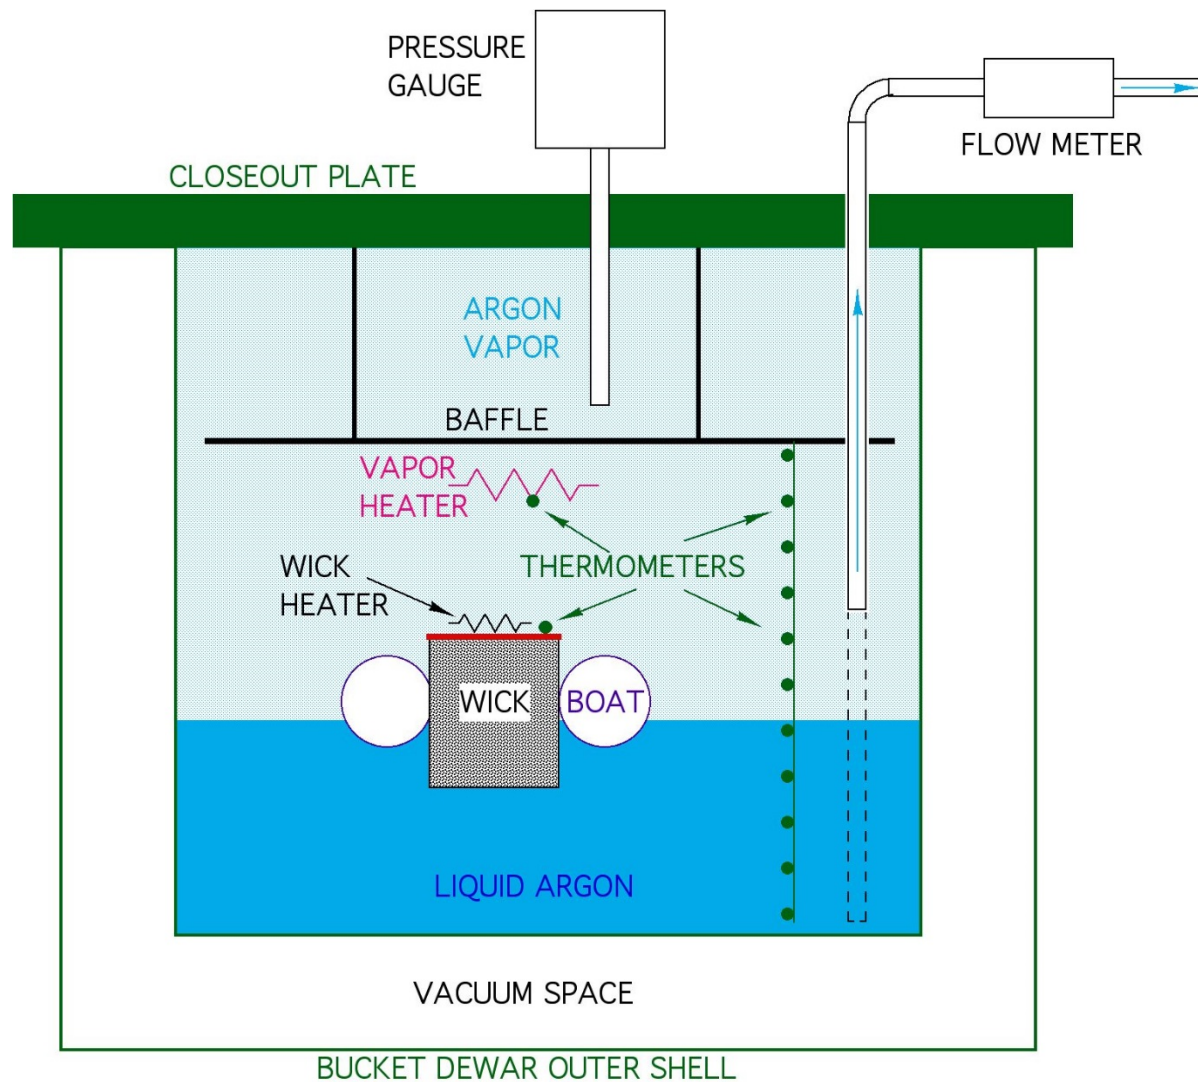 PRESSURE
GAUGE
FLOW METER
CLOSEOUT PLATE
ARGON
VAPOR
BAFFLE
VAPOR
HEATER
WICK
HEATER
THERMOMETERS
WICK
BOAT
LIQUID ARGON
VACUUM SPACE
BUCKET DEWAR OUTER SHELL